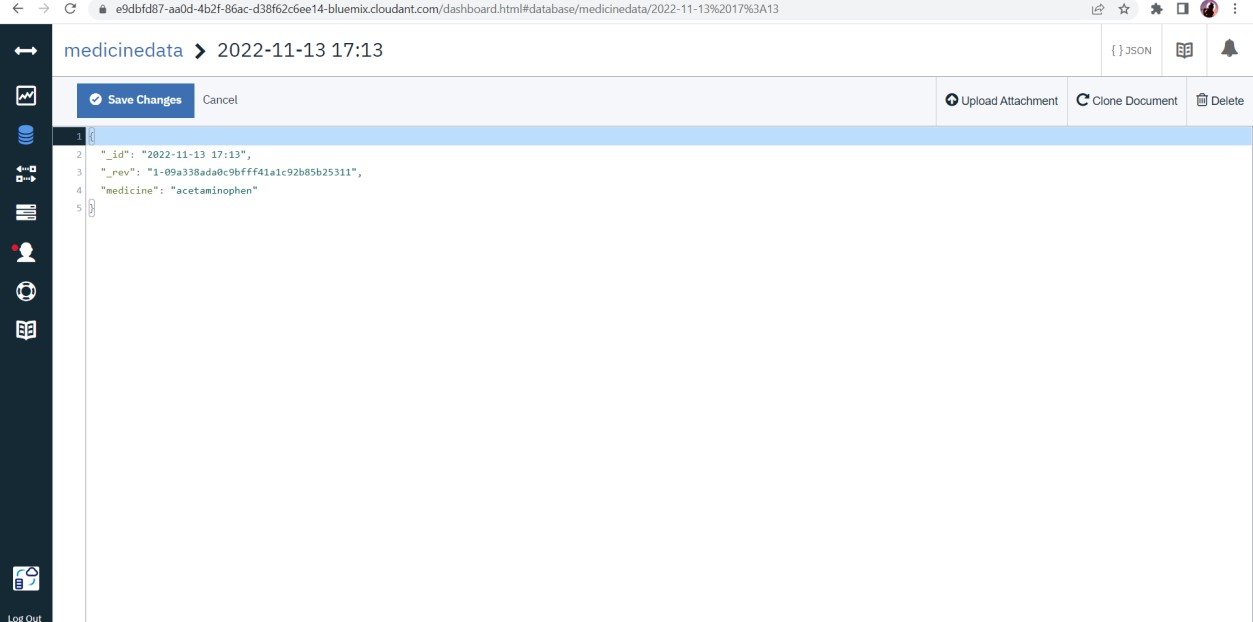 e9dbfd87-aa0d-4b2f-86ac-d38f62c6ee14-bluemix.cloudant.com/dashboard.html#database/medicinedata/2022-11-13%2017%3A13
medicinedata > 2022-11-13 17:13
{ } JSON
Save Changes Cancel
Upload Attachment Clone Document Delete
1 {
2 "_id": "2022-11-13 17:13",
3 "_rev": "1-09a338ada0c9bfff41a1c92b85b25311",
4 "medicine": "acetaminophen"
5 }
Log Out